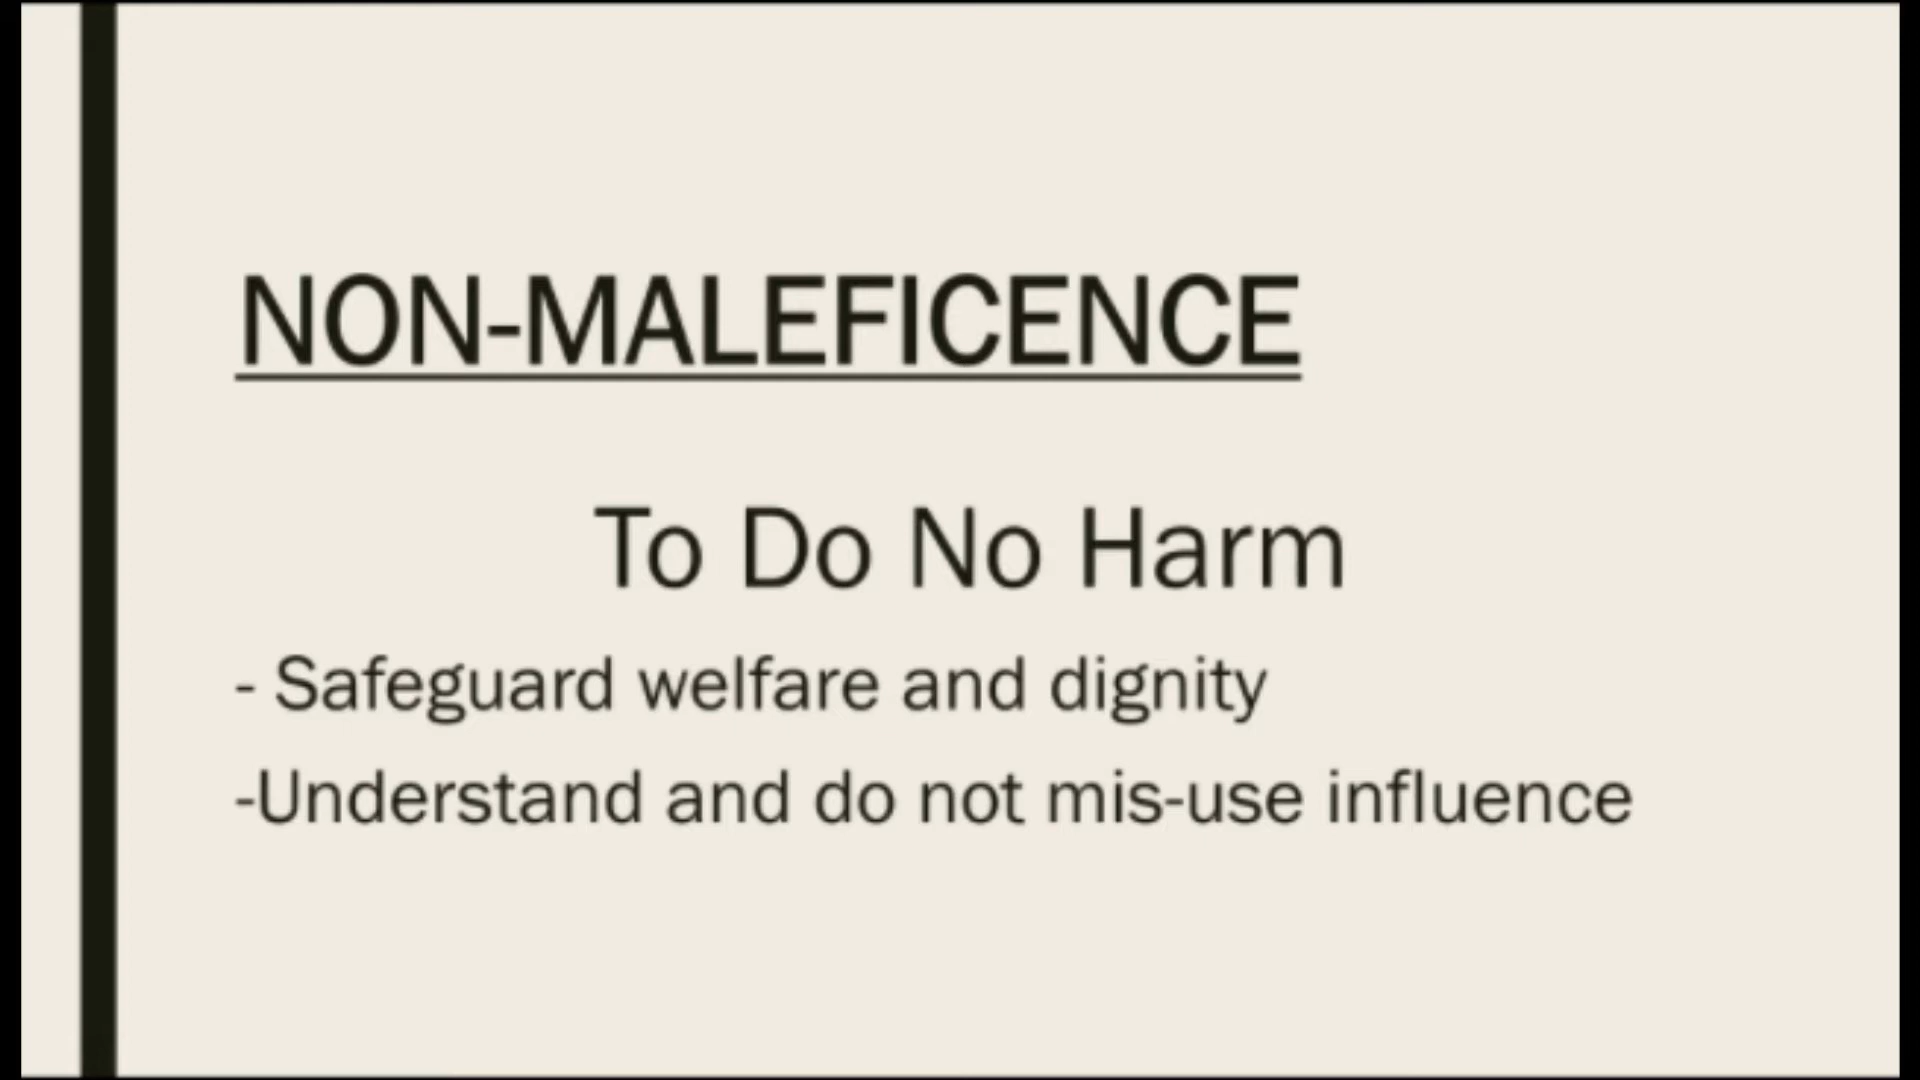 NON-MALEFICENCE
To Do No Harm
- Safeguard welfare and dignity
-Understand and do not mis-use influence